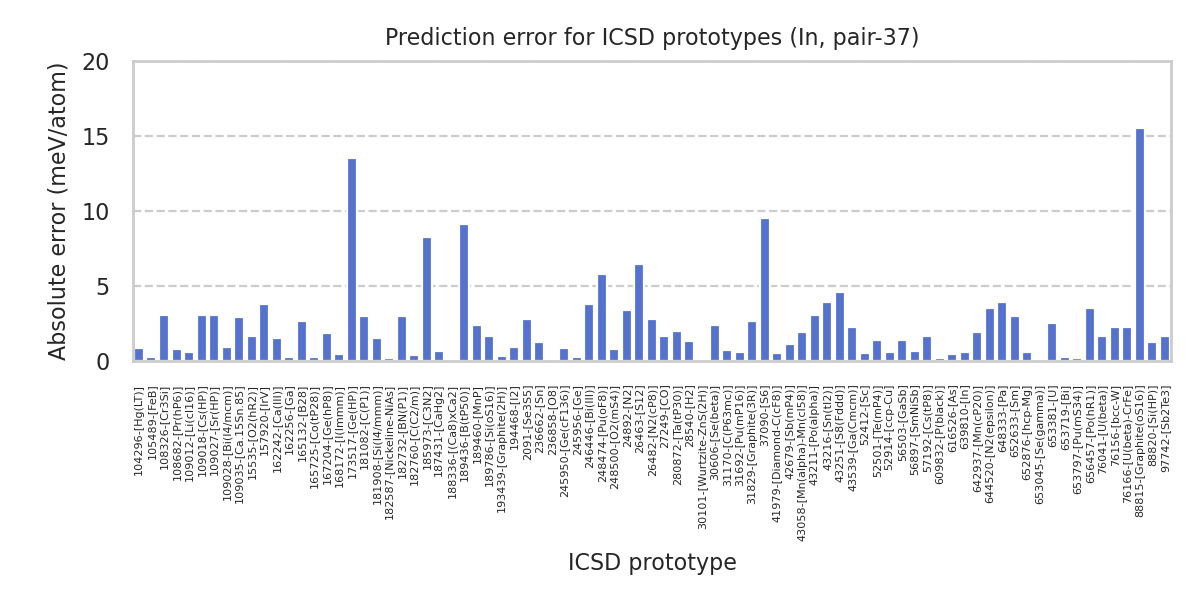 Prediction error for ICSD prototypes (In, pair-37)
Absolute error (meV/atom)
20
15
10
5
0
104296-[Hg(LT)]
105489-[FeB]
108326-[Cr3Si]
108682-[Pr(hP6)]
109012-[Li(cI16)]
109018-[Cs(HP)]
109027-[Sr(HP)]
109028-[Bi(I4/mcm)]
109035-[Ca.15Sn.85]
15535-[O2(hR2)]
157920-[IrV]
162242-[Ca(III)]
162256-[Ga]
165132-[B28]
165725-[Co(tP28)]
167204-[Ge(hP8)]
168172-[I(Immm)]
173517-[Ge(HP)]
181082-[C(P1)]
181908-[Si(I4/mmm)]
182587-[Nickeline-NiAs]
182732-[BN(P1)]
182760-[C(C2/m)]
185973-[C3N2]
187431-[CaHg2]
188336-[(Ca8)xCa2]
189436-[B(tP50)]
189460-[MnP]
189786-[Si(oS16)]
193439-[Graphite(2H)]
194468-[I2]
2091-[Se3S5]
236662-[Sn]
236858-[O8]
245950-[Ge(cF136)]
245956-[Ge]
246446-[Bi(III)]
248474-[Pu(oF8)]
248500-[O2(mS4)]
24892-[N2]
26463-[S12]
26482-[N2(cP8)]
27249-[CO]
280872-[Ta(tP30)]
28540-[H2]
30101-[Wurtzite-ZnS(2H)]
30606-[Se(beta)]
31170-[C(P63mc)]
31692-[Pu(mP16)]
31829-[Graphite(3R)]
37090-[S6]
41979-[Diamond-C(cF8)]
42679-[Sb(mP4)]
43058-[Mn(alpha)-Mn(cI58)]
43211-[Po(alpha)]
43216-[Sn(tI2)]
43251-[S8(Fddd)]
43539-[Ga(Cmcm)]
52412-[Sc]
52501-[Te(mP4)]
52914-[ccp-Cu]
56503-[GaSb]
56897-[SmNiSb]
57192-[Cs(tP8)]
609832-[P(black)]
616526-[As]
639810-[In]
642937-[Mn(cP20)]
644520-[N2(epsilon)]
648333-[Pa]
652633-[Sm]
652876-[hcp-Mg]
653045-[Se(gamma)]
653381-[U]
653719-[Bi]
653797-[Pu(mS34)]
656457-[Po(hR1)]
76041-[U(beta)]
76156-[bcc-W]
76166-[U(beta)-CrFe]
88815-[Graphite(oS16)]
88820-[Si(HP)]
97742-[Sb2Te3]
ICSD prototype